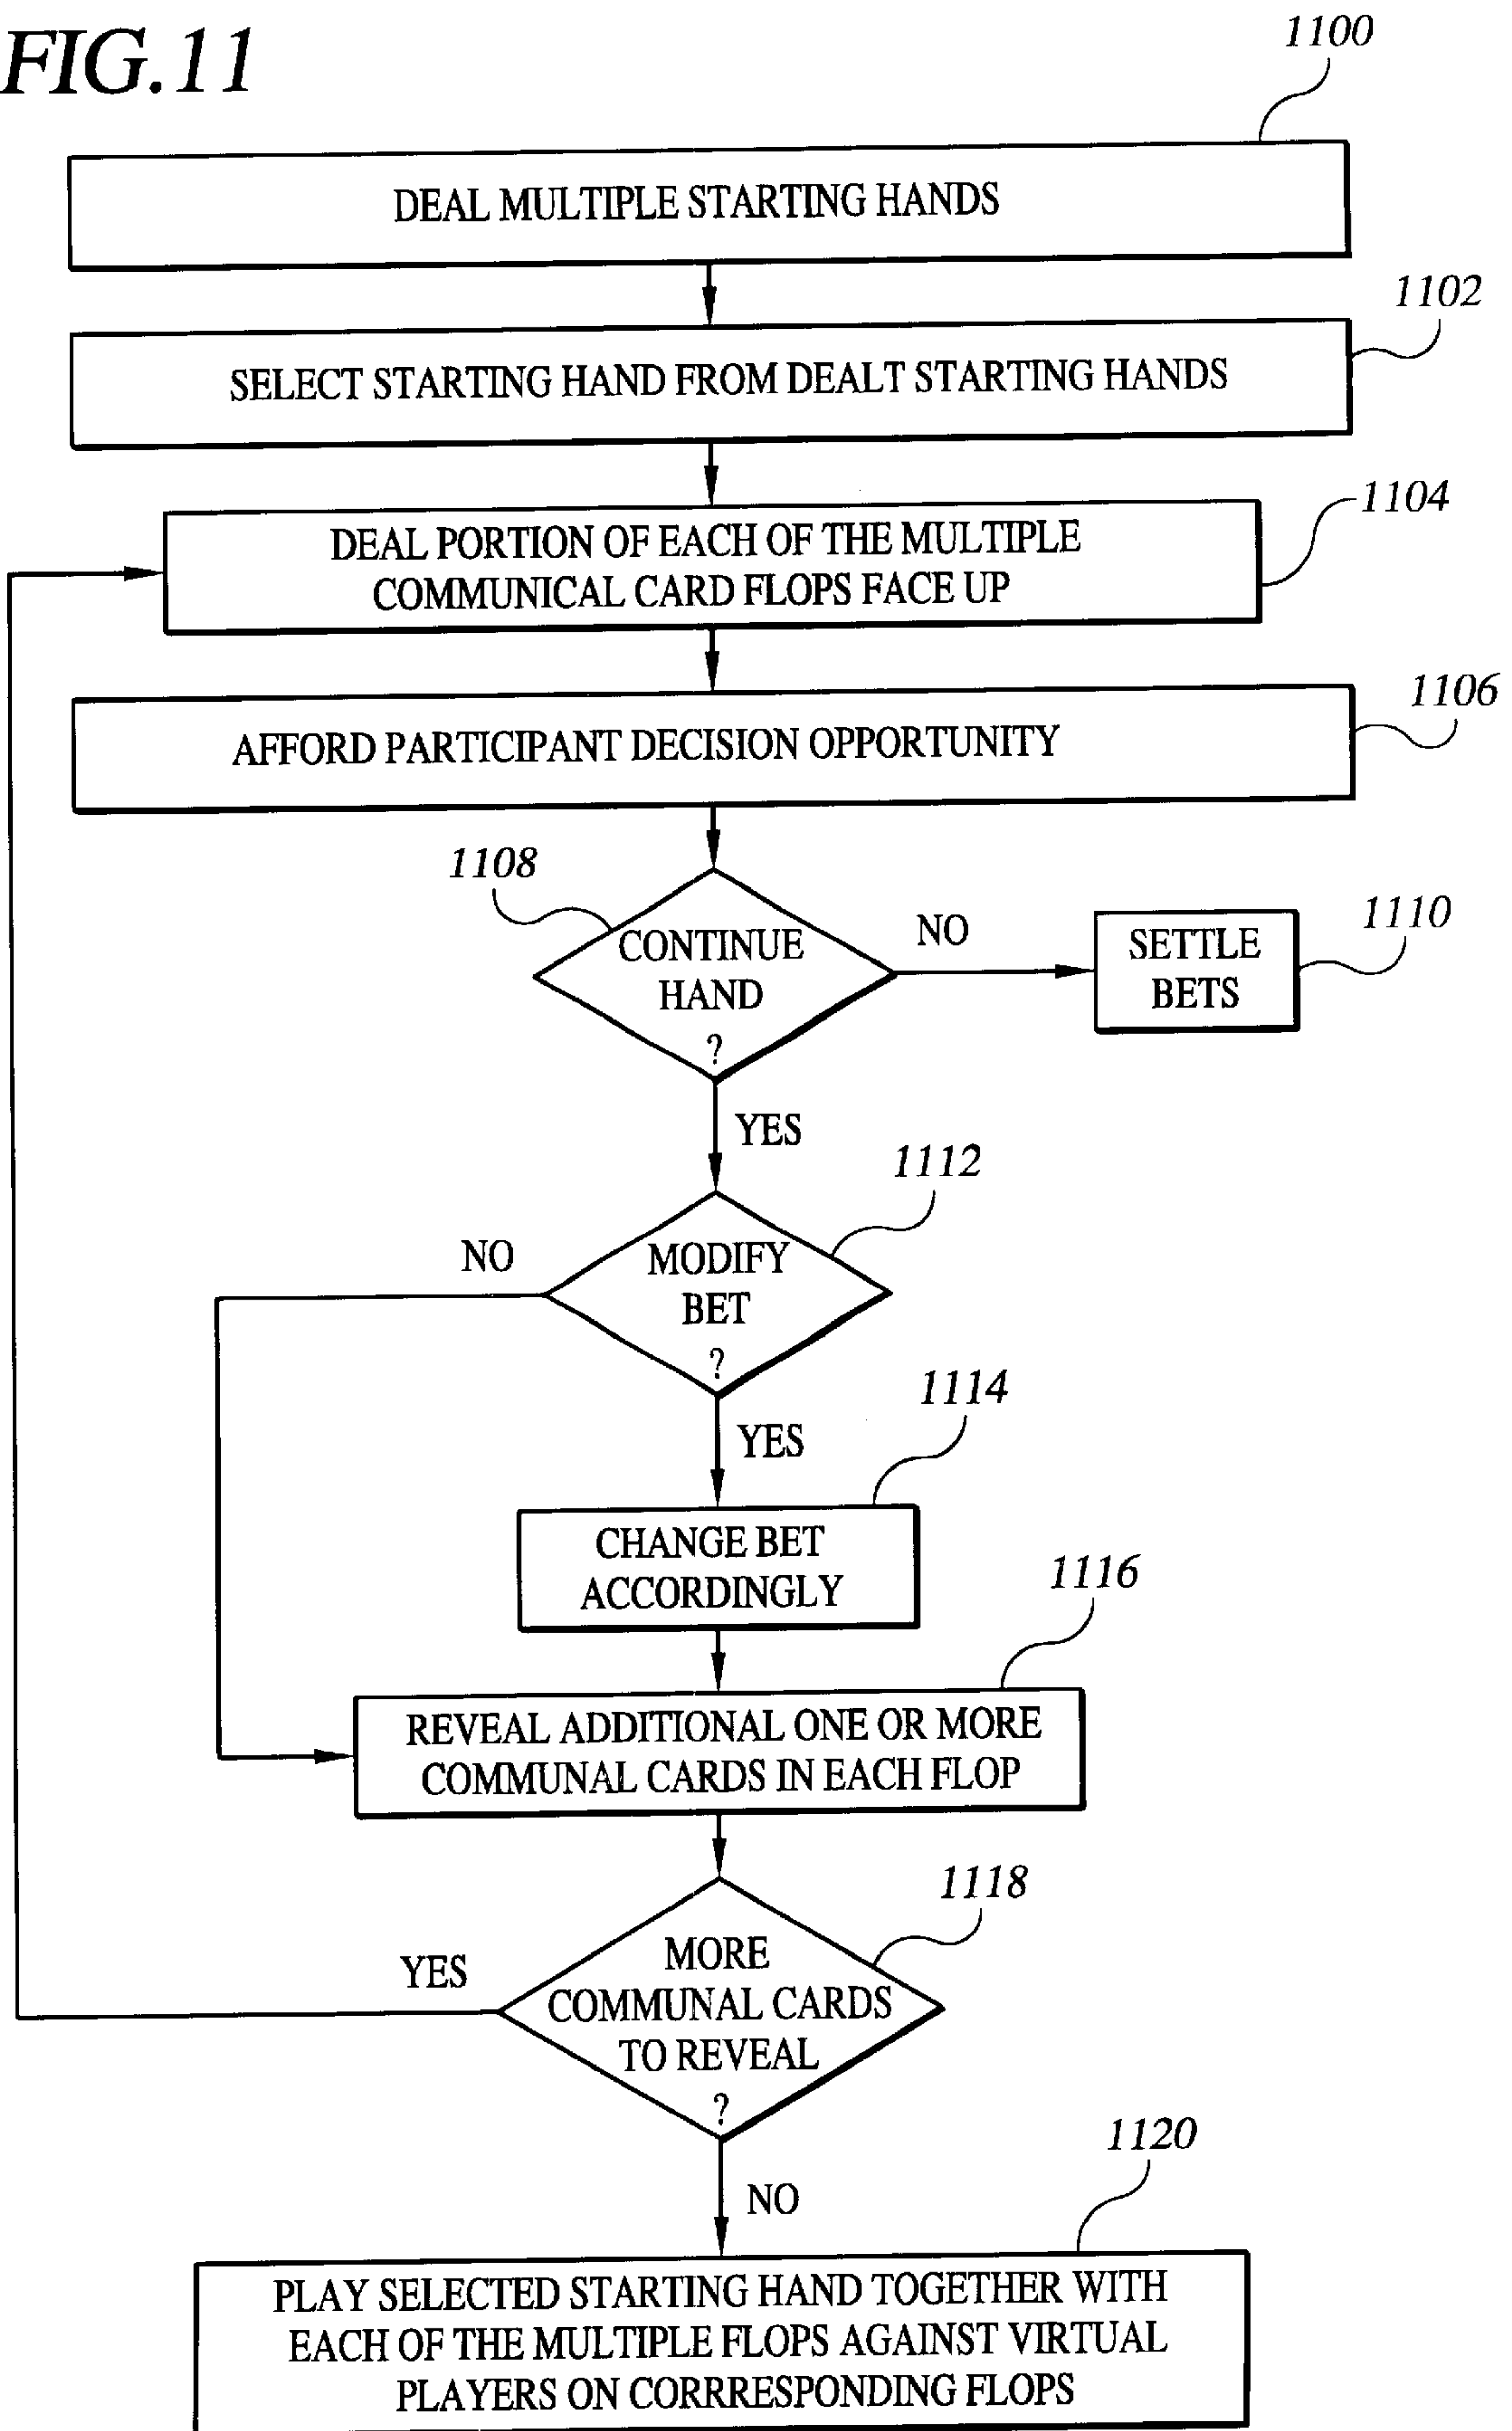 FIG.11
1100
DEAL MULTIPLE STARTING HANDS
1102
SELECT STARTING HAND FROM DEALT STARTING HANDS
1104
DEAL PORTION OF EACH OF THE MULTIPLE
COMMUNICAL CARD FLOPS FACE UP
1106
AFFORD PARTICIPANT DECISION OPPORTUNITY
1108
CONTINUE
HAND
?
NO
SETTLE
BETS
1110
YES
1112
NO
MODIFY
BET
?
1114
YES
CHANGE BET
ACCORDINGLY
1116
REVEAL ADDITIONAL ONE OR MORE
COMMUNAL CARDS IN EACH FLOP
1118
YES
MORE
COMMUNAL CARDS
TO REVEAL
?
1120
NO
PLAY SELECTED STARTING HAND TOGETHER WITH
EACH OF THE MULTIPLE FLOPS AGAINST VIRTUAL
PLAYERS ON CORRRESPONDING FLOPS